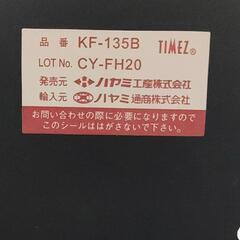 品 番 KF-135B TIMEZ®
LOT No. CY-FH20
発売元 ハヤミ工産株式会社
輸入元 ハヤミ通商株式会社
お問い合わせの際に必要になりますので
このシールははがさないでください。